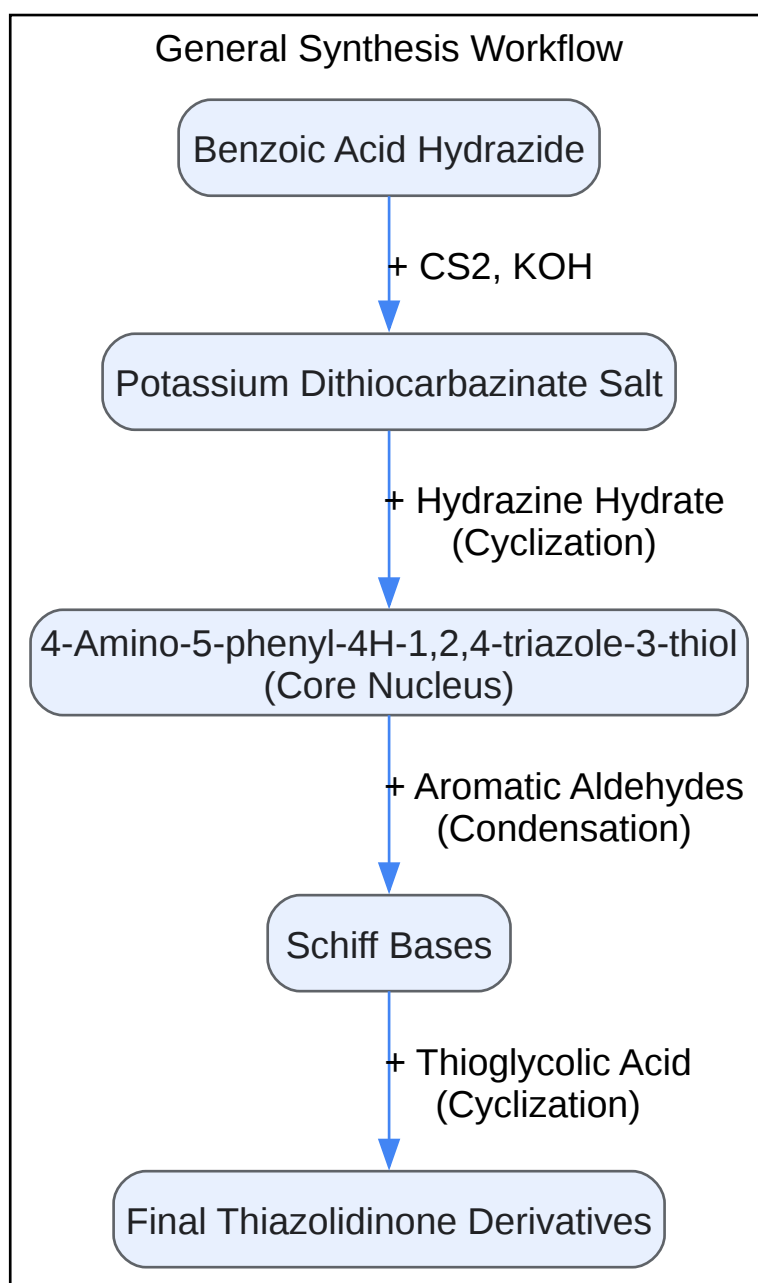 General Synthesis Workflow
Benzoic Acid Hydrazide
+ CS2, KOH
Potassium Dithiocarbazinate Salt
+ Hydrazine Hydrate
(Cyclization)
4-Amino-5-phenyl-4H-1,2,4-triazole-3-thiol
(Core Nucleus)
+ Aromatic Aldehydes
(Condensation)
Schiff Bases
+ Thioglycolic Acid
(Cyclization)
Final Thiazolidinone Derivatives